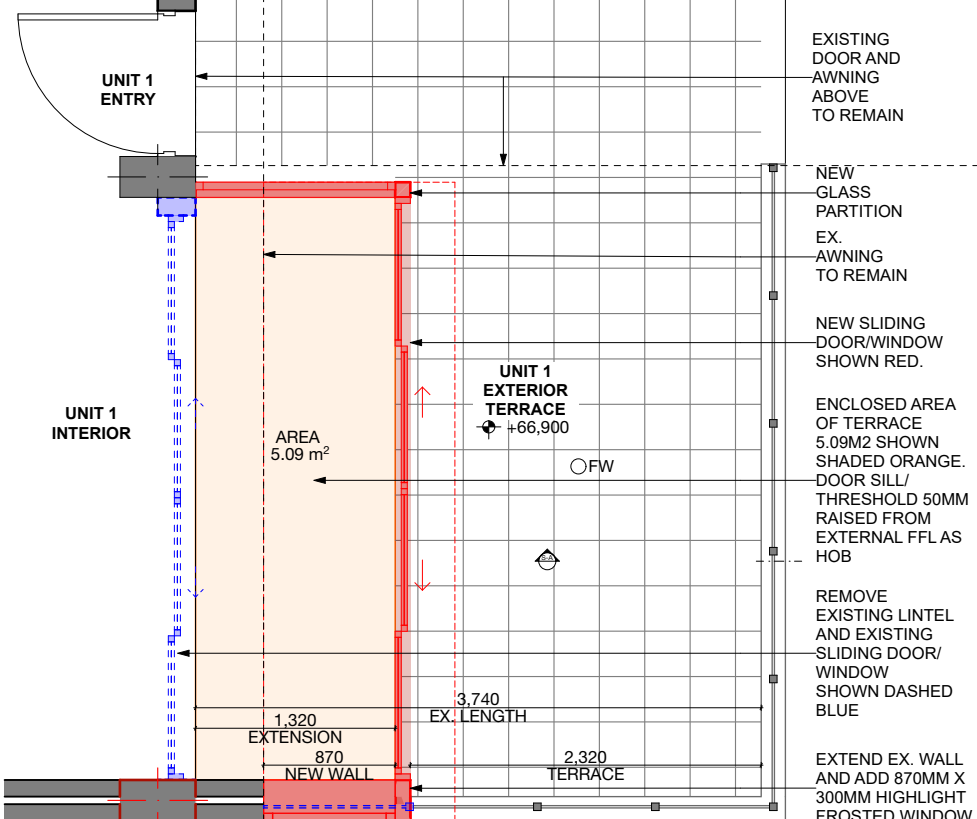 UNIT 1
ENTRY
EXISTING
DOOR AND
AWNING
ABOVE
TO REMAIN
NEW
GLASS
PARTITION
EX.
AWNING
TO REMAIN
NEW SLIDING
DOOR/WINDOW
SHOWN RED.
UNIT 1
EXTERIOR
TERRACE
+66,900
UNIT 1
INTERIOR
AREA
5.09 m²
FW
ENCLOSED AREA
OF TERRACE
5.09M2 SHOWN
SHADED ORANGE.
DOOR SILL/
THRESHOLD 50MM
RAISED FROM
EXTERNAL FFL AS
HOB
S-A
REMOVE
EXISTING LINTEL
AND EXISTING
SLIDING DOOR/
WINDOW
SHOWN DASHED
BLUE
3,740
EX. LENGTH
1,320
EXTENSION
870
NEW WALL
2,320
TERRACE
EXTEND EX. WALL
AND ADD 870MM X
300MM HIGHLIGHT
FROSTED WINDOW